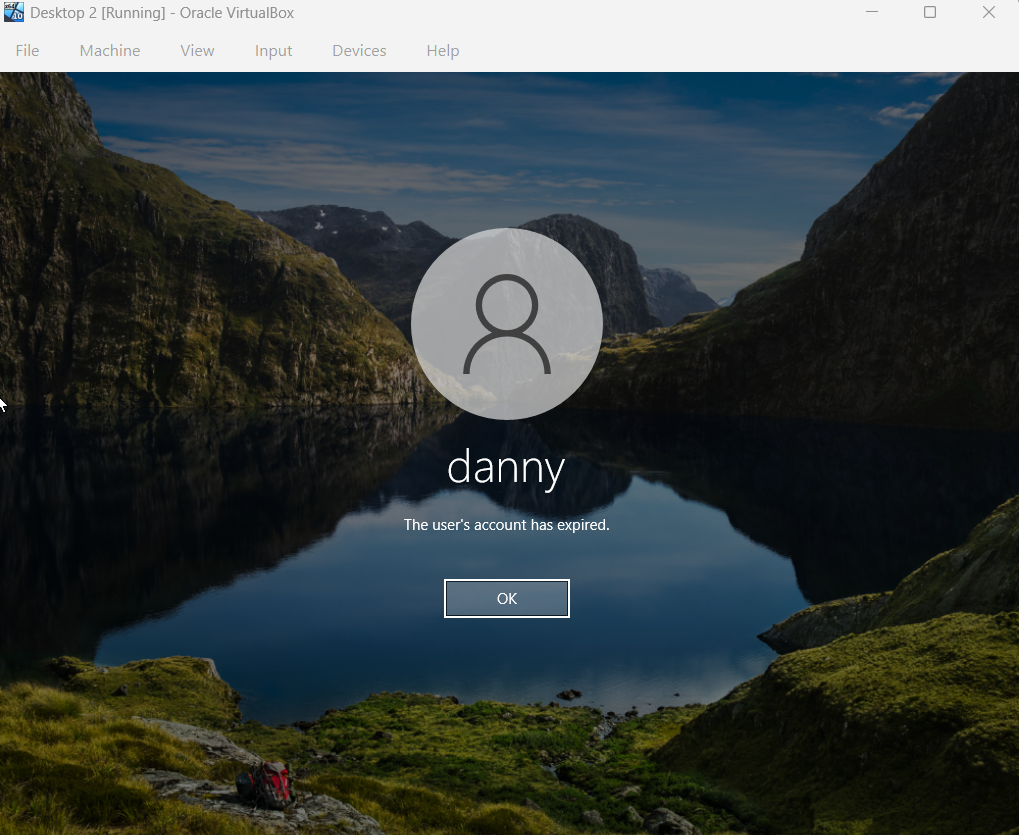 Desktop 2 [Running] - Oracle VirtualBox
File Machine View Input Devices Help
danny
The user's account has expired.
OK